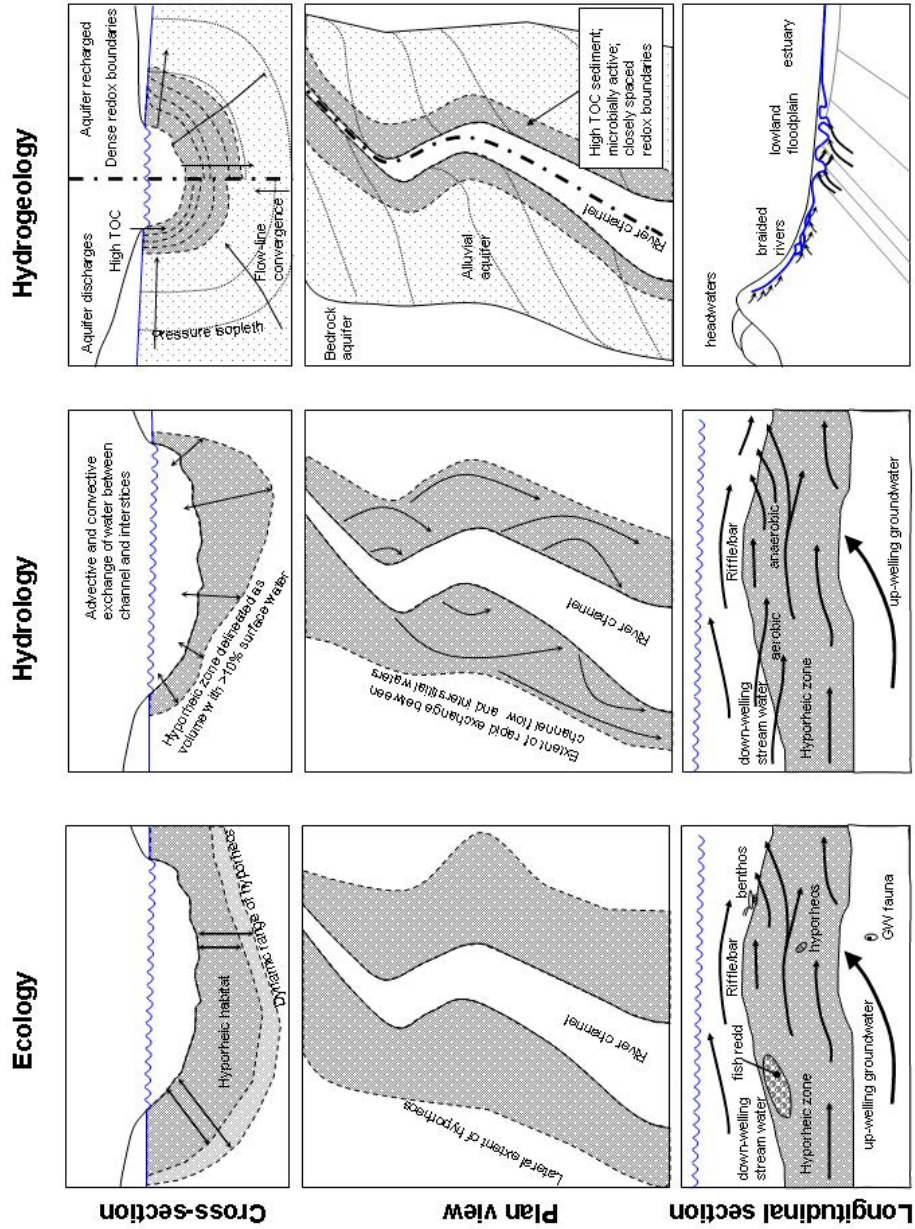 Ecology
Hydrology
Hydrogeology
Cross-section
Hyporheic habitat
Dynamic range of hyporheos
Advective and convective
exchange of water between
channel and interstices
Hyporheic zone delineated as
volume with >10% surface water
Aquifer discharges
Aquifer recharged
High TOC
Dense redox boundaries
Pressure isopleth
Flow-line
convergence
Plan view
Lateral extent of hyporheos
River channel
Extent of rapid exchange between
channel flow and interstitial waters
River channel
Bedrock
aquifer
Alluvial
aquifer
River channel
High TOC sediment;
microbially active;
closely spaced
redox boundaries
Longitudinal section
down-welling
stream water
fish redd
Riffle/bar
benthos
Hyporheic zone
hyporheos
up-welling groundwater
GW fauna
down-welling
stream water
Riffle/bar
aerobic
anaerobic
Hyporheic zone
up-welling groundwater
headwaters
braided
rivers
lowland
floodplain
estuary